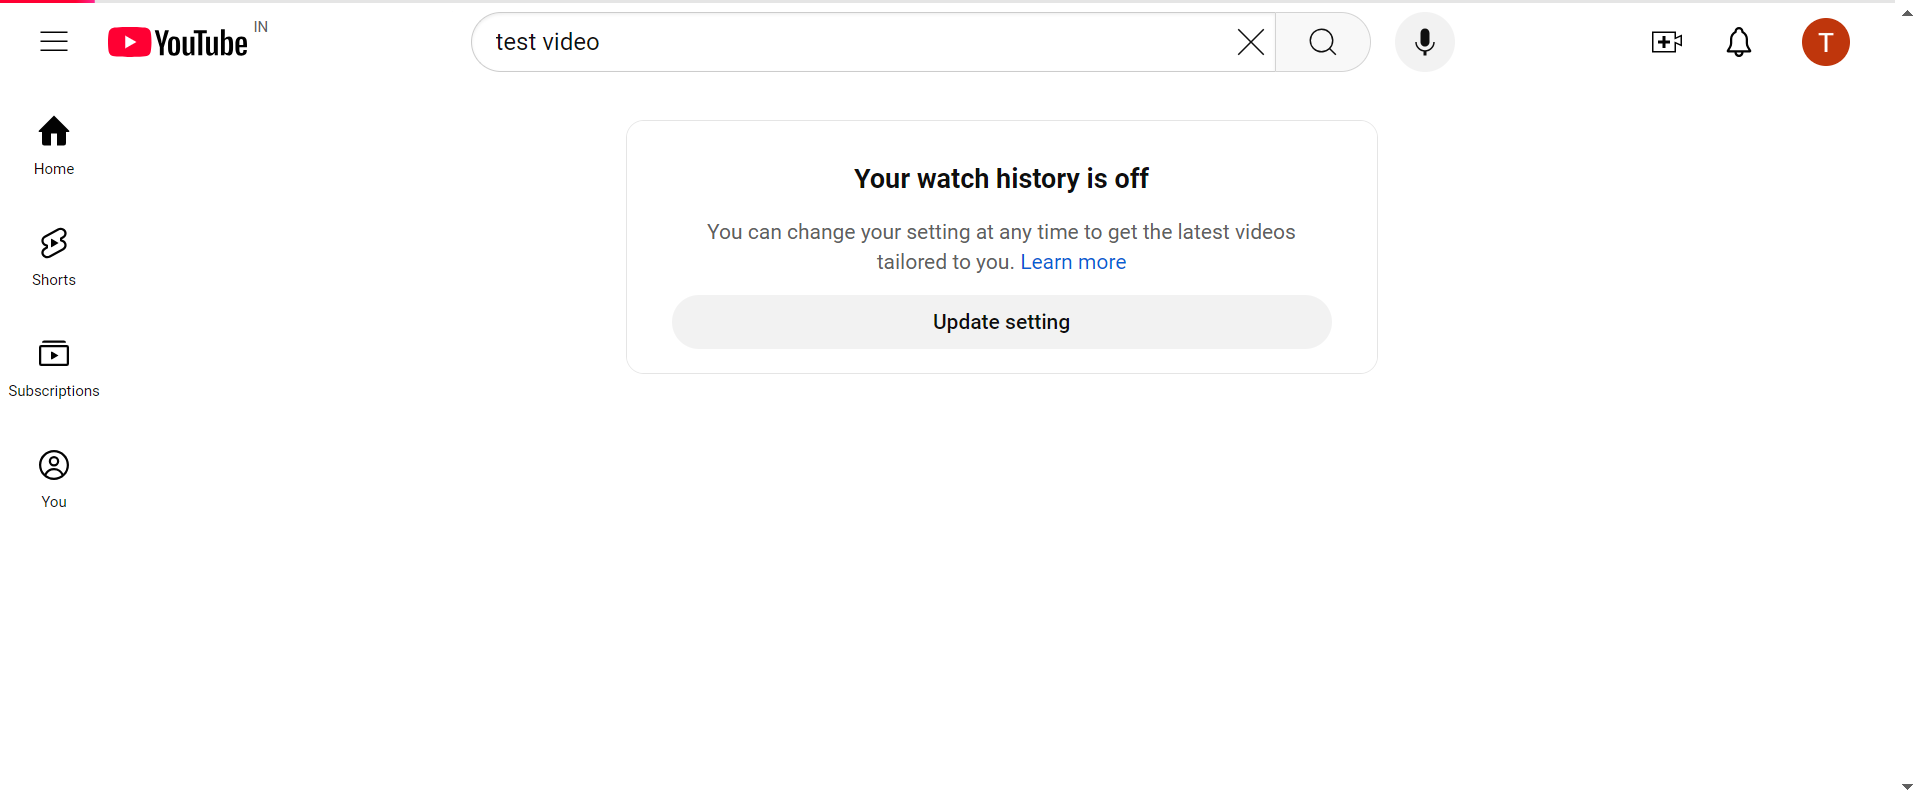 YouTube IN
test video
T
Home
Shorts
Subscriptions
You
Your watch history is off
You can change your setting at any time to get the latest videos
tailored to you. Learn more
Update setting